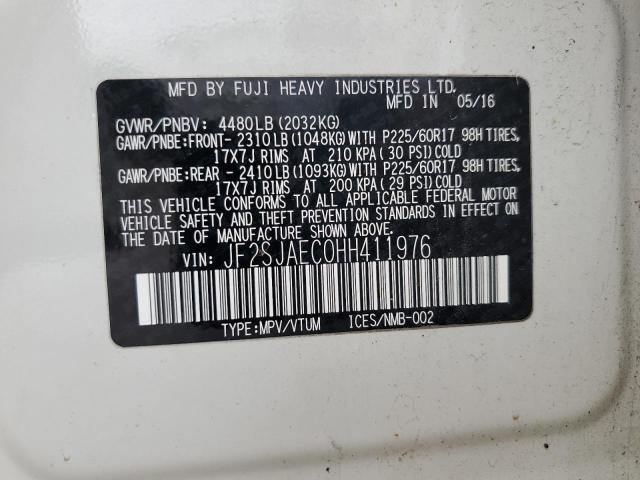 MFD BY FUJI HEAVY INDUSTRIES LTD.
MFD IN 05/16
GVWR/PNBV: 4480LB (2032KG)
GAWR/PNBE:FRONT- 2310LB (1048KG)WITH P225/60R17 98H TIRES,
17X7J RIMS AT 210 KPA (30 PSI)COLD
GAWR/PNBE:REAR - 2410LB (1093KG)WITH P225/60R17 98H TIRES,
17X7J RIMS AT 200 KPA (29 PSI)COLD
THIS VEHICLE CONFORMS TO ALL APPLICABLE FEDERAL MOTOR
VEHICLE SAFETY AND THEFT PREVENTION STANDARDS IN EFFECT ON
THE DATE OF MANUFACTURE SHOWN ABOVE.
VIN: JF2SJAEC0HH411976
TYPE:MPV/VTUM ICES/NMB-002